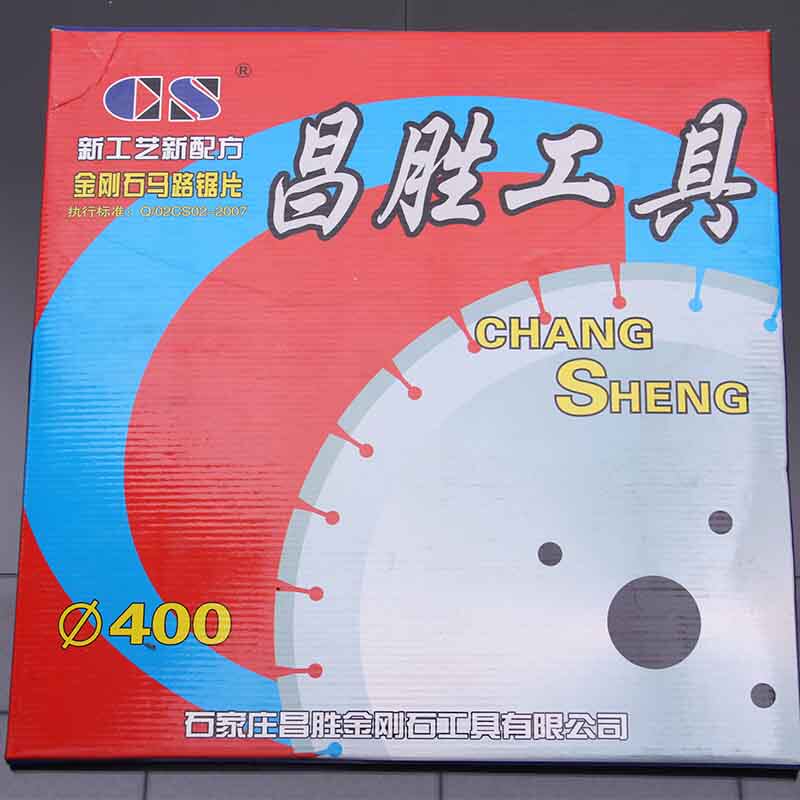 CS ®
新工艺新配方
金刚石马路锯片
执行标准：Q/02CS02-2007
昌胜工具
CHANG
SHENG
Ø400
石家庄昌胜金刚石工具有限公司